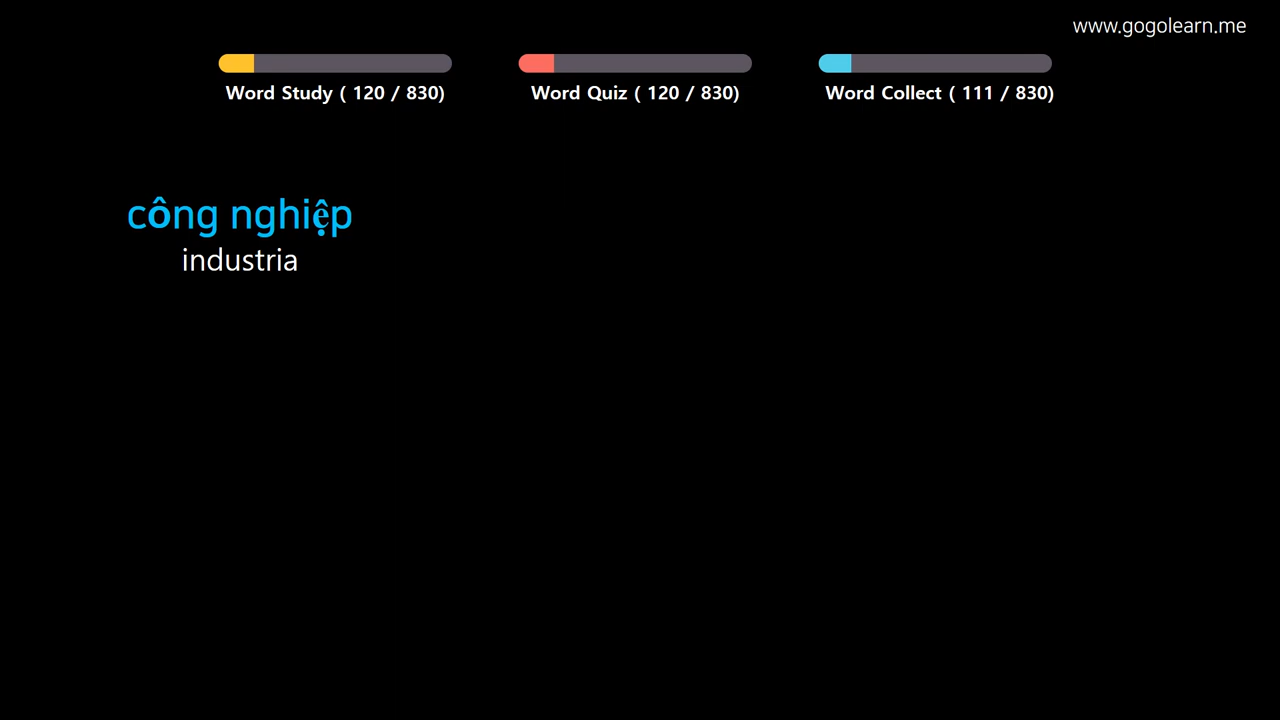 www.gogolearn.me
Word Study ( 120 / 830)
Word Quiz ( 120 / 830)
Word Collect ( 111 / 830)
công nghiệp
industria